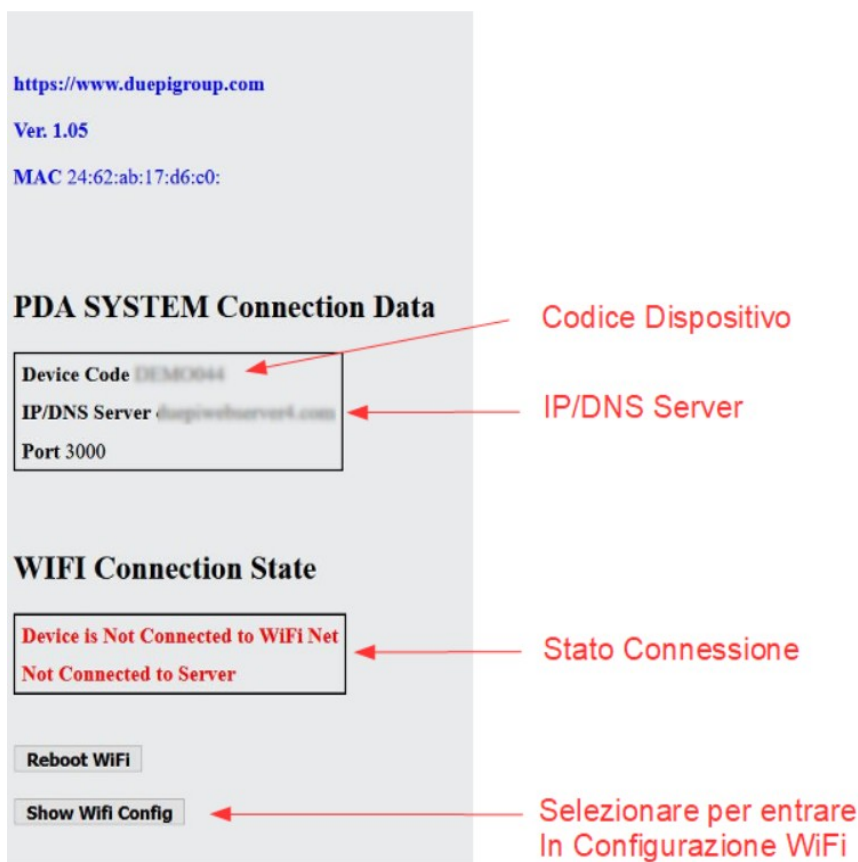 https://www.duepigroup.com
Ver. 1.05
MAC 24:62:ab:17:d6:c0:
PDA SYSTEM Connection Data
Codice Dispositivo
Device Code DEMO044
IP/DNS Server
IP/DNS Server duepiwebserver4.com
Port 3000
WIFI Connection State
Device is Not Connected to WiFi Net
Stato Connessione
Not Connected to Server
Reboot WiFi
Show Wifi Config
Selezionare per entrare
In Configurazione WiFi